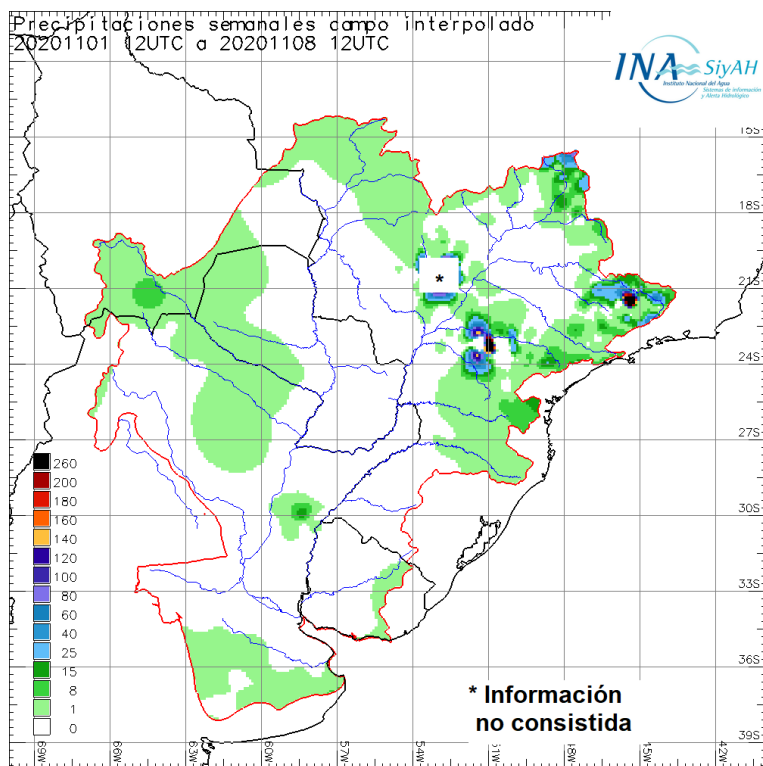 Precipitaciones semanales campo interpolado
20201101 12UTC a 20201108 12UTC
INA SiyAH
Instituto Nacional del Agua
Sistemas de información
y Alerta Hidrológico
15S
18S
21S
24S
27S
30S
33S
36S
39S
*
260
200
180
160
140
120
100
80
60
40
25
15
8
1
0
* Información
no consistida
69W
66W
63W
60W
57W
54W
51W
48W
45W
42W